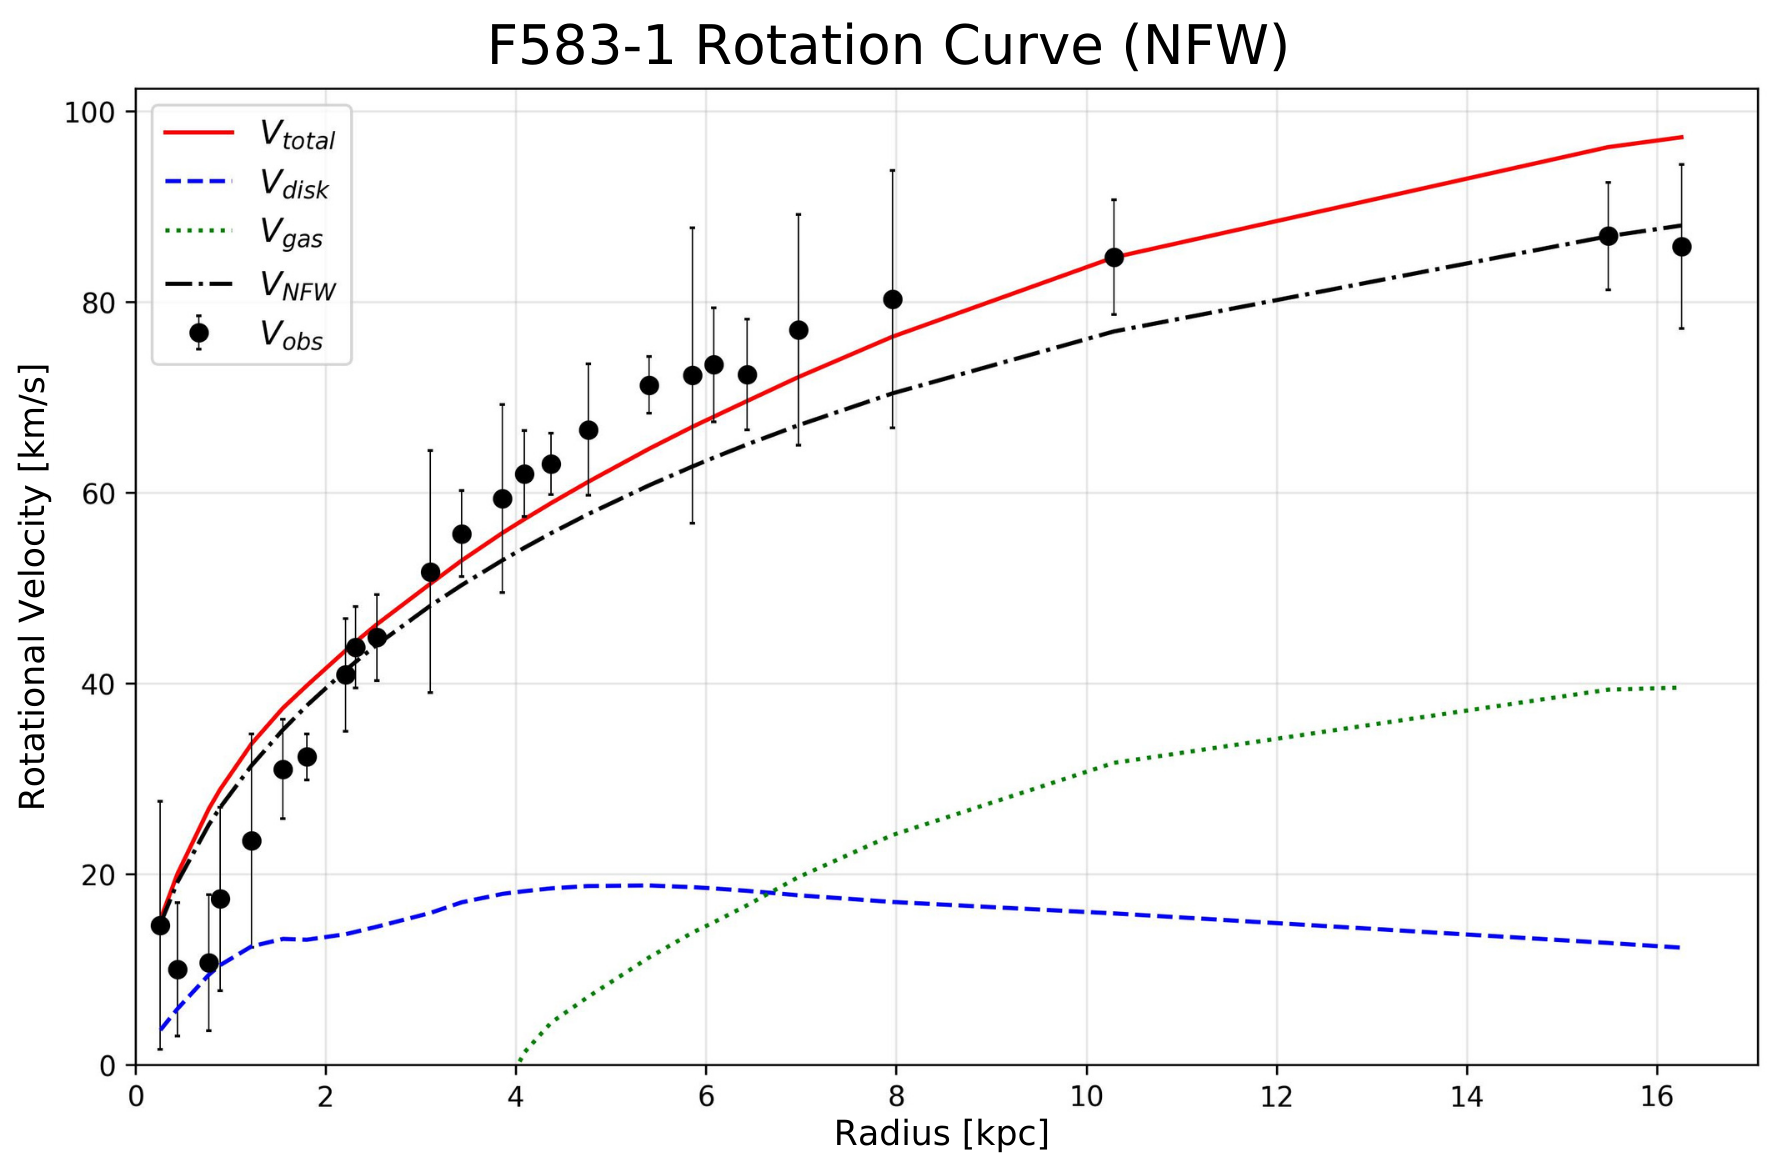 F583-1 Rotation Curve (NFW)
V_total
V_disk
V_gas
V_NFW
V_obs
Rotational Velocity [km/s]
100
80
60
40
20
0
0 2 4 6 8 10 12 14 16
Radius [kpc]